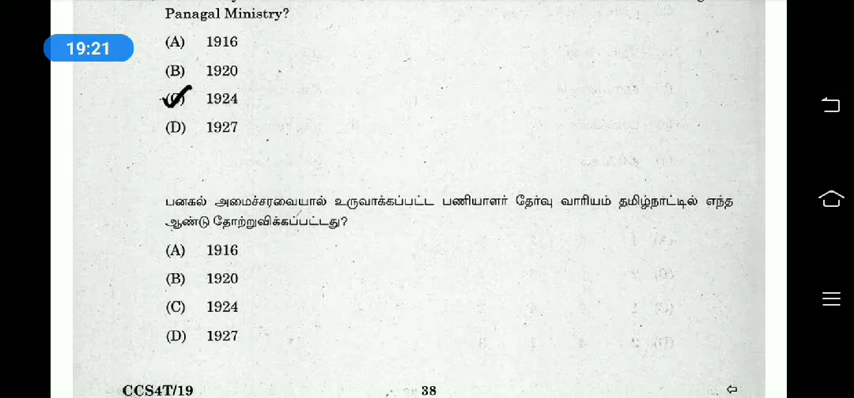 Panagal Ministry?
19:21
(A) 1916
(B) 1920
(C) 1924
(D) 1927
பனகல் அமைச்சரவையால் உருவாக்கப்பட்ட பணியாளர் தேர்வு வாரியம் தமிழ்நாட்டில் எந்த
ஆண்டு தோற்றுவிக்கப்பட்டது?
(A) 1916
(B) 1920
(C) 1924
(D) 1927
CCS4T/19 38